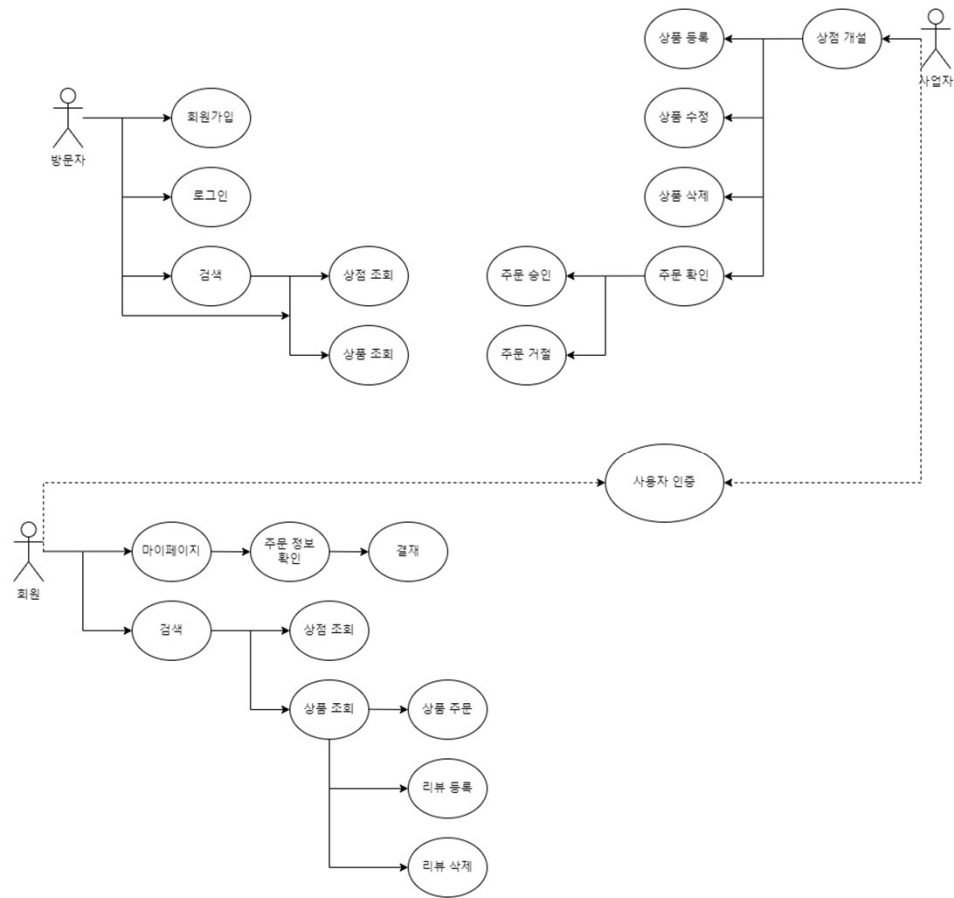 상품 등록
상점 개설
사업자
회원가입
상품 수정
방문자
로그인
상품 삭제
검색
상점 조회
주문 승인
주문 확인
상품 조회
주문 거절
사용자 인증
마이페이지
주문 정보
확인
결재
회원
검색
상점 조회
상품 조회
상품 주문
리뷰 등록
리뷰 삭제